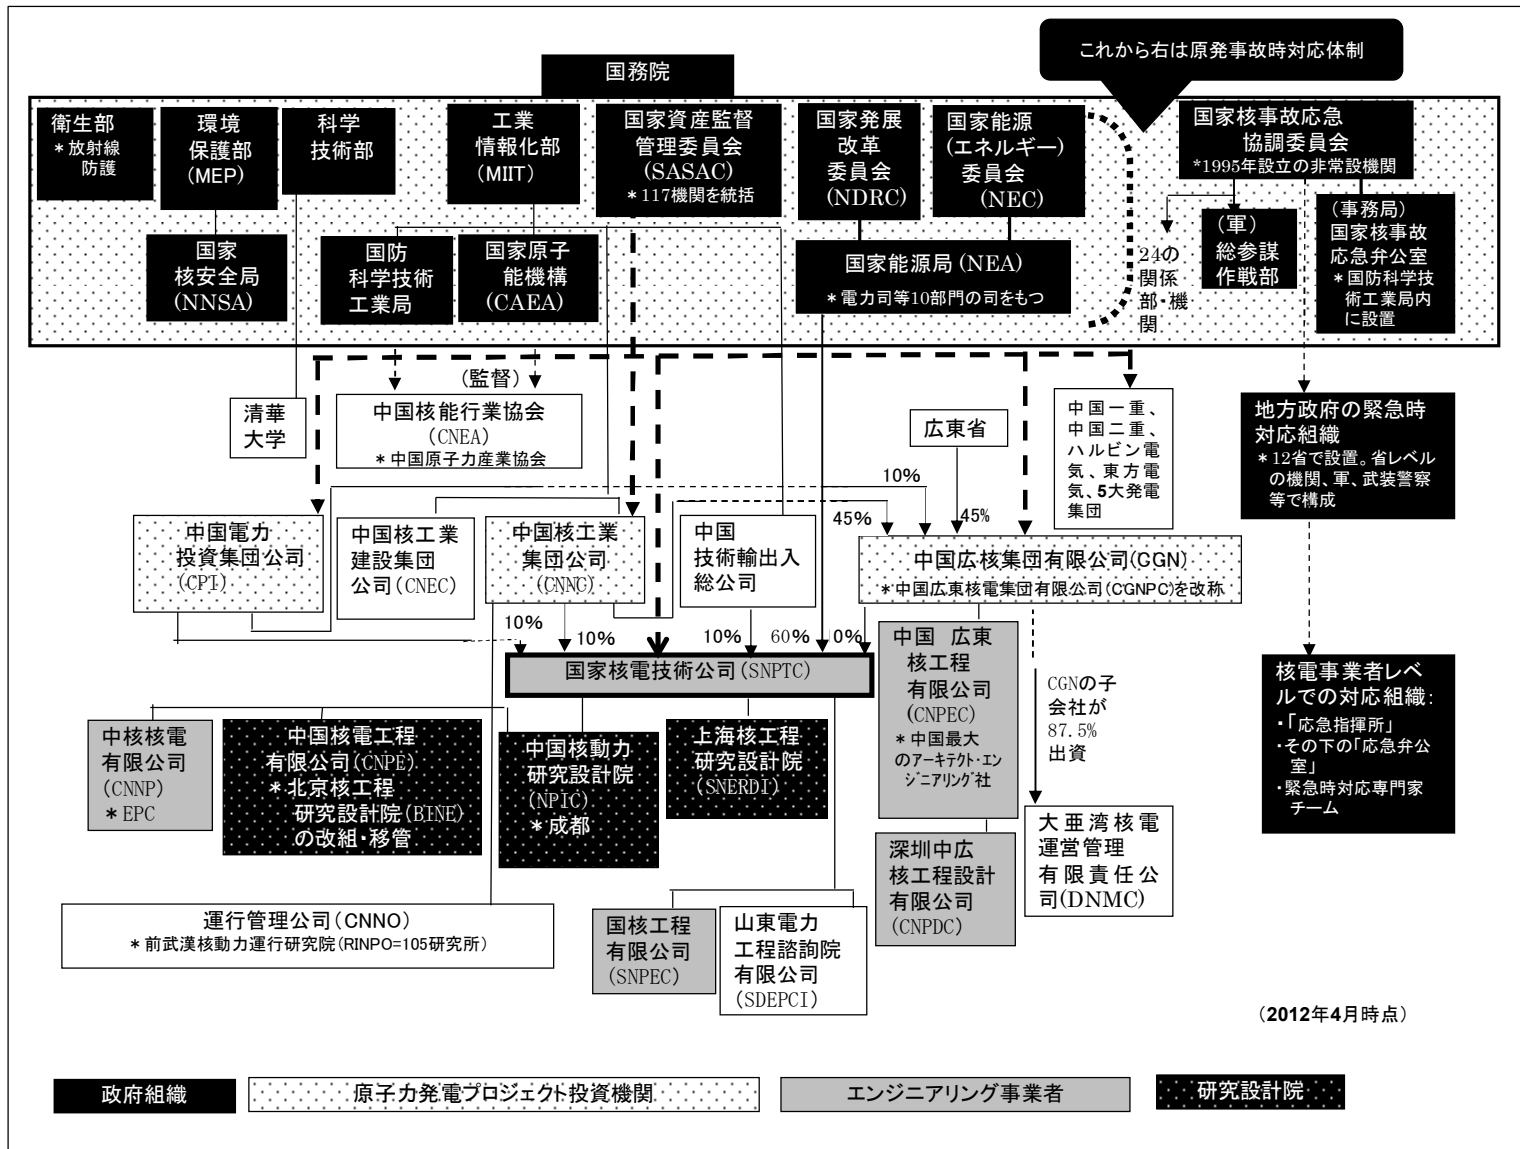 これから右は原発事故時対応体制
国務院
衛生部
＊放射線
防護
環境
保護部
(MEP)
科学
技術部
工業
情報化部
(MIIT)
国家資産監督
管理委員会
(SASAC)
＊117機関を統括
国家発展
改革
委員会
(NDRC)
国家能源
(エネルギー)
委員会
(NEC)
国家核事故応急
協調委員会
*1995年設立の非常設機関
国家
核安全局
(NNSA)
国防
科学技術
工業局
国家原子
能機構
(CAEA)
国家能源局(NEA)
＊電力司等10部門の司をもつ
24の
関係
部・機
関
（軍）
総参謀
作戦部
（事務局）
国家核事故
応急弁公室
＊国防科学技
術工業局内
に設置
清華
大学
(監督)
中国核能行業協会
(CNEA)
＊中国原子力産業協会
広東省
中国一重、
中国二重、
ハルビン電
気、東方電
気、5大発電
集団
地方政府の緊急時
対応組織
＊12省で設置。省レベル
の機関、軍、武装警察
等で構成
10%
45%
45%
中国電力
投資集団公司
(CPI)
中国核工業
建設集団
公司(CNEC)
中国核工業
集団公司
(CNNC)
中国
技術輸出入
総公司
中国広核集団有限公司(CGN)
＊中国広東核電集団有限公司(CGNPC)を改称
10%
10%
10%
60%
10%
国家核電技術公司(SNPTC)
中国 広東
核工程
有限公司
(CNPEC)
＊中国最大
のアーキテクト・エン
ジニアリング社
CGNの子
会社が
87.5%
出資
核電事業者レベ
ルでの対応組織：
・「応急指揮所」
・その下の「応急弁公
室」
・緊急時対応専門家
チーム
中核核電
有限公司
(CNNP)
＊EPC
中国核電工程
有限公司(CNPE)
＊北京核工程
研究設計院(BINE)
の改組・移管
中国核動力
研究設計院
(NPIC)
＊成都
上海核工程
研究設計院
(SNERDI)
深圳中広
核工程設計
有限公司
(CNPDC)
大亜湾核電
運営管理
有限責任公
司(DNMC)
運行管理公司(CNNO)
＊前武漢核動力運行研究院(RINPO=105研究所)
国核工程
有限公司
(SNPEC)
山東電力
工程諮詢院
有限公司
(SDEPCI)
（2012年4月時点）
政府組織
原子力発電プロジェクト投資機関
エンジニアリング事業者
研究設計院